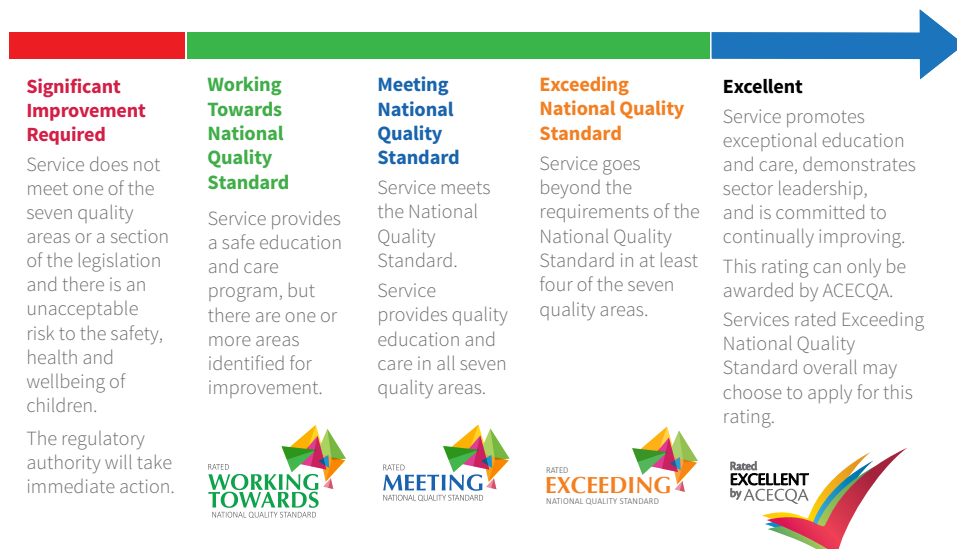 Significant
Improvement
Required
Service does not
meet one of the
seven quality
areas or a section
of the legislation
and there is an
unacceptable
risk to the safety,
health and
wellbeing of
children.
The regulatory
authority will take
immediate action.
Working
Towards
National
Quality
Standard
Service provides
a safe education
and care
program, but
there are one or
more areas
identified for
improvement.
RATED
WORKING
TOWARDS
NATIONAL QUALITY STANDARD
Meeting
National
Quality
Standard
Service meets
the National
Quality
Standard.
Service
provides quality
education and
care in all seven
quality areas.
RATED
MEETING
NATIONAL QUALITY STANDARD
Exceeding
National Quality
Standard
Service goes
beyond the
requirements of the
National Quality
Standard in at least
four of the seven
quality areas.
RATED
EXCEEDING
NATIONAL QUALITY STANDARD
Excellent
Service promotes
exceptional education
and care, demonstrates
sector leadership,
and is committed to
continually improving.
This rating can only be
awarded by ACECQA.
Services rated Exceeding
National Quality
Standard overall may
choose to apply for this
rating.
Rated
EXCELLENT
by ACECQA